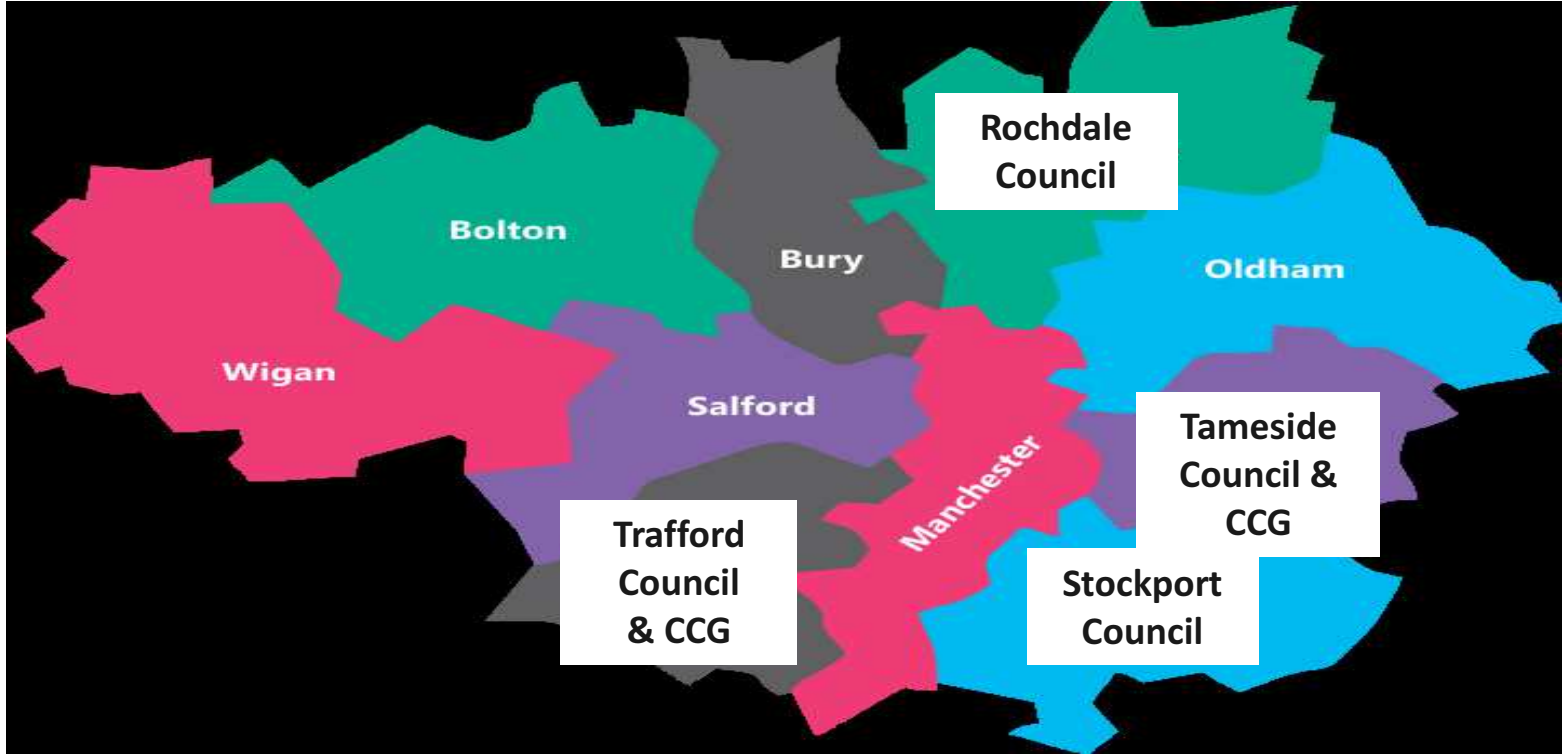 Rochdale
Council
Bolton
Bury
Oldham
Wigan
Salford
Manchester
Tameside
Council &
CCG
Trafford
Council
& CCG
Stockport
Council